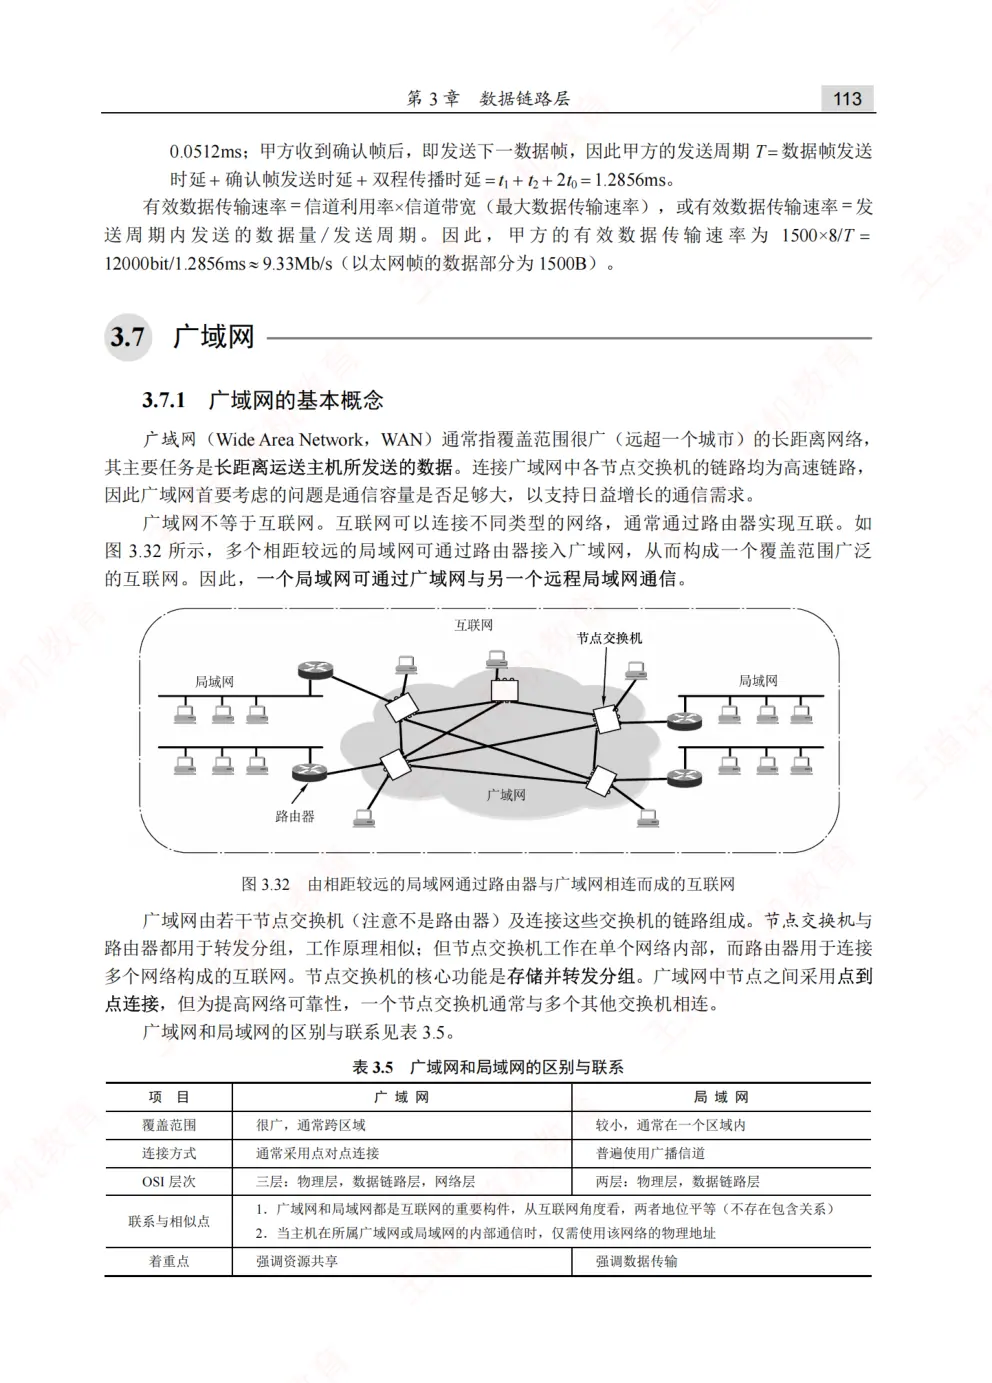 第 3 章 数据链路层 113
0.0512ms；甲方收到确认帧后，即发送下一数据帧，因此甲方的发送周期 T = 数据帧发送
时延 + 确认帧发送时延 + 双程传播时延 = t1 + t2 + 2t0 = 1.2856ms。
有效数据传输速率 = 信道利用率×信道带宽（最大数据传输速率），或有效数据传输速率 = 发
送周期内发送的数据量/发送周期。因此，甲方的有效数据传输速率为 1500×8/T =
12000bit/1.2856ms ≈ 9.33Mb/s（以太网帧的数据部分为 1500B）。
3.7 广域网
3.7.1 广域网的基本概念
广域网（Wide Area Network，WAN）通常指覆盖范围很广（远超一个城市）的长距离网络，
其主要任务是长距离运送主机所发送的数据。连接广域网中各节点交换机的链路均为高速链路，
因此广域网首要考虑的问题是通信容量是否足够大，以支持日益增长的通信需求。
广域网不等于互联网。互联网可以连接不同类型的网络，通常通过路由器实现互联。如
图 3.32 所示，多个相距较远的局域网可通过路由器接入广域网，从而构成一个覆盖范围广泛
的互联网。因此，一个局域网可通过广域网与另一个远程局域网通信。
互联网
节点交换机
局域网
局域网
广域网
路由器
图 3.32 由相距较远的局域网通过路由器与广域网相连而成的互联网
广域网由若干节点交换机（注意不是路由器）及连接这些交换机的链路组成。节点交换机与
路由器都用于转发分组，工作原理相似；但节点交换机工作在单个网络内部，而路由器用于连接
多个网络构成的互联网。节点交换机的核心功能是存储并转发分组。广域网中节点之间采用点到
点连接，但为提高网络可靠性，一个节点交换机通常与多个其他交换机相连。
广域网和局域网的区别与联系见表 3.5。
表 3.5 广域网和局域网的区别与联系
项 目 广 域 网 局 域 网
覆盖范围 很广，通常跨区域 较小，通常在一个区域内
连接方式 通常采用点对点连接 普遍使用广播信道
OSI 层次 三层：物理层，数据链路层，网络层 两层：物理层，数据链路层
联系与相似点 1．广域网和局域网都是互联网的重要构件，从互联网角度看，两者地位平等（不存在包含关系）
2．当主机在所属广域网或局域网的内部通信时，仅需使用该网络的物理地址
着重点 强调资源共享 强调数据传输